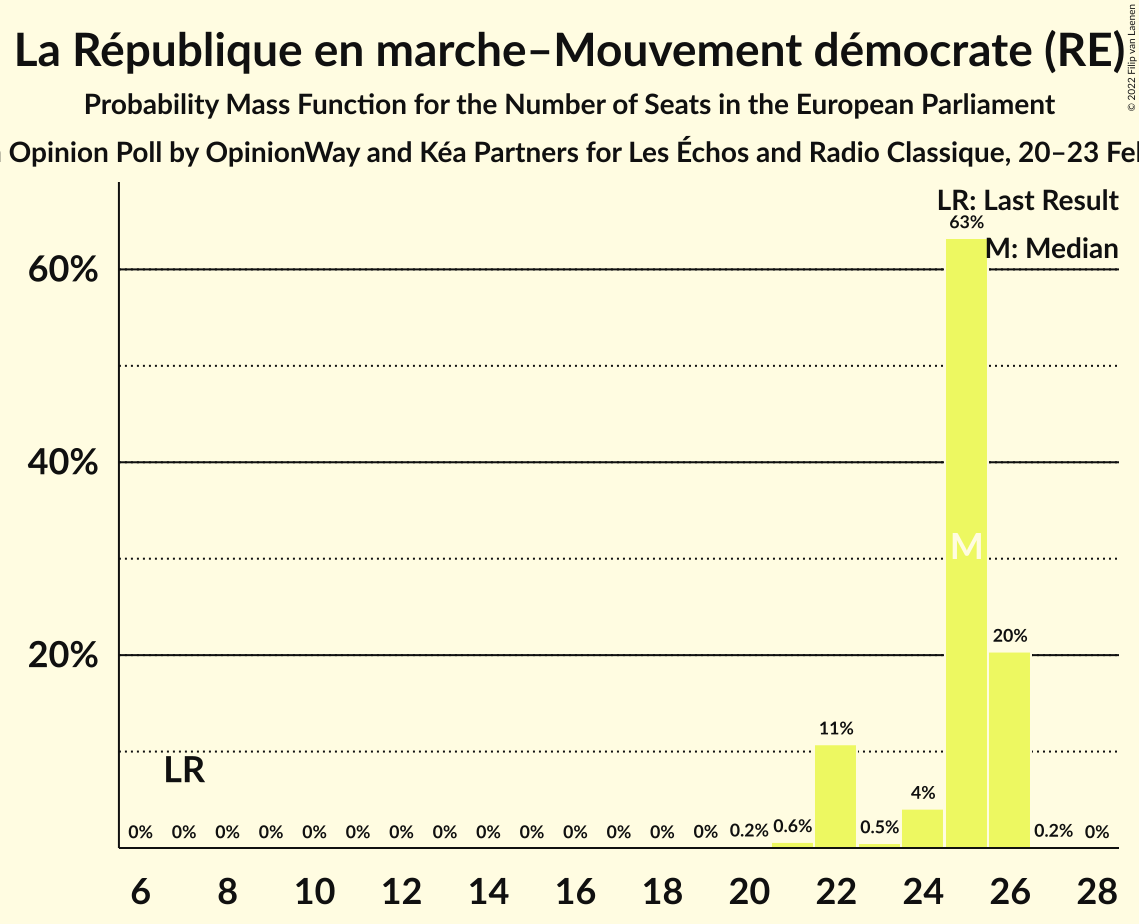 La République en marche–Mouvement démocrate (RE)
© 2022 Filip van Laenen
Probability Mass Function for the Number of Seats in the European Parliament
Opinion Poll by OpinionWay and Kéa Partners for Les Échos and Radio Classique, 20–23
LR: Last Result
63%
M: Median
60%
40%
M
20%
20%
11%
LR
4%
0% 0% 0% 0% 0% 0% 0% 0% 0% 0% 0% 0% 0% 0% 0.2% 0.6% 0.5% 0.2% 0%
6 8 10 12 14 16 18 20 22 24 26 28